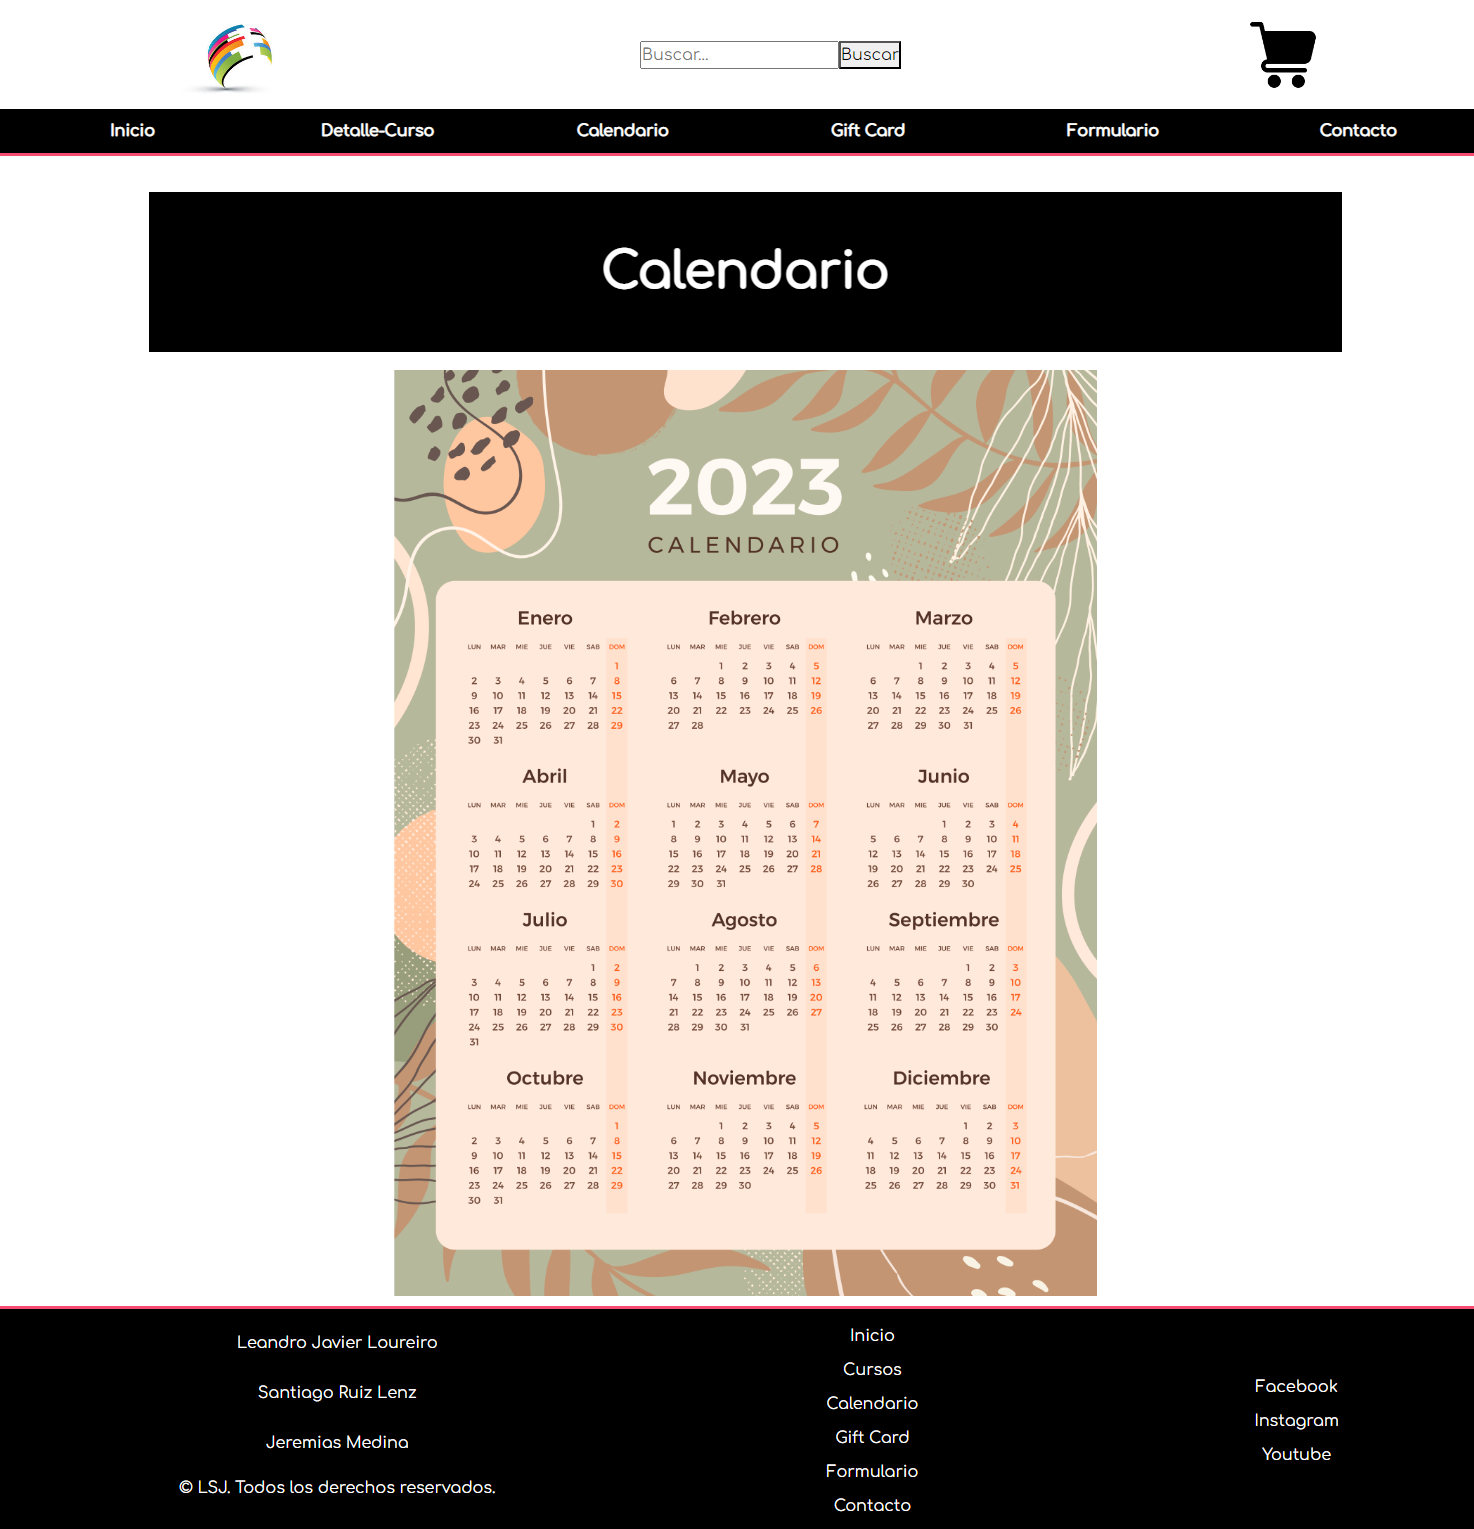 Buscar... Buscar
Inicio Detalle-Curso Calendario Gift Card Formulario Contacto
Calendario
2023
CALENDARIO
Enero
LUN MAR MIE JUE VIE SAB DOM
1
2 3 4 5 6 7 8
9 10 11 12 13 14 15
16 17 18 19 20 21 22
23 24 25 26 27 28 29
30 31
Febrero
LUN MAR MIE JUE VIE SAB DOM
1 2 3 4 5
6 7 8 9 10 11 12
13 14 15 16 17 18 19
20 21 22 23 24 25 26
27 28
Marzo
LUN MAR MIE JUE VIE SAB DOM
1 2 3 4 5
6 7 8 9 10 11 12
13 14 15 16 17 18 19
20 21 22 23 24 25 26
27 28 29 30 31
Abril
LUN MAR MIE JUE VIE SAB DOM
1 2
3 4 5 6 7 8 9
10 11 12 13 14 15 16
17 18 19 20 21 22 23
24 25 26 27 28 29 30
Mayo
LUN MAR MIE JUE VIE SAB DOM
1 2 3 4 5 6 7
8 9 10 11 12 13 14
15 16 17 18 19 20 21
22 23 24 25 26 27 28
29 30 31
Junio
LUN MAR MIE JUE VIE SAB DOM
1 2 3 4
5 6 7 8 9 10 11
12 13 14 15 16 17 18
19 20 21 22 23 24 25
26 27 28 29 30
Julio
LUN MAR MIE JUE VIE SAB DOM
1 2
3 4 5 6 7 8 9
10 11 12 13 14 15 16
17 18 19 20 21 22 23
24 25 26 27 28 29 30
31
Agosto
LUN MAR MIE JUE VIE SAB DOM
1 2 3 4 5 6
7 8 9 10 11 12 13
14 15 16 17 18 19 20
21 22 23 24 25 26 27
28 29 30 31
Septiembre
LUN MAR MIE JUE VIE SAB DOM
1 2 3
4 5 6 7 8 9 10
11 12 13 14 15 16 17
18 19 20 21 22 23 24
25 26 27 28 29 30
Octubre
LUN MAR MIE JUE VIE SAB DOM
1
2 3 4 5 6 7 8
9 10 11 12 13 14 15
16 17 18 19 20 21 22
23 24 25 26 27 28 29
30 31
Noviembre
LUN MAR MIE JUE VIE SAB DOM
1 2 3 4 5
6 7 8 9 10 11 12
13 14 15 16 17 18 19
20 21 22 23 24 25 26
27 28 29 30
Diciembre
LUN MAR MIE JUE VIE SAB DOM
1 2 3
4 5 6 7 8 9 10
11 12 13 14 15 16 17
18 19 20 21 22 23 24
25 26 27 28 29 30 31
Leandro Javier Loureiro
Santiago Ruiz Lenz
Jeremias Medina
© LSJ. Todos los derechos reservados.
Inicio
Cursos
Calendario
Gift Card
Formulario
Contacto
Facebook
Instagram
Youtube